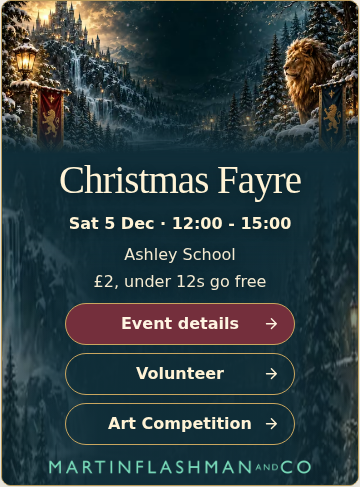 Christmas Fayre
Sat 5 Dec · 12:00 - 15:00
Ashley School
£2, under 12s go free
Event details →
Volunteer →
Art Competition →
MARTINFLASHMANANDCO